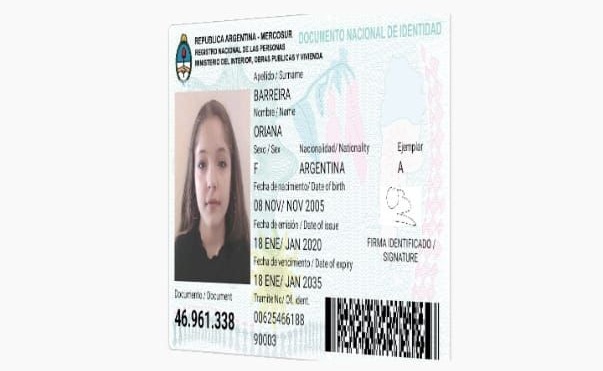 REPUBLICA ARGENTINA - MERCOSUR
REGISTRO NACIONAL DE LAS PERSONAS
MINISTERIO DEL INTERIOR, OBRAS PUBLICAS Y VIVIENDA
DOCUMENTO NACIONAL DE IDENTIDAD
Apellido / Surname
BARREIRA
Nombre / Name
ORIANA
Sexo / Sex Nacionalidad / Nationality Ejemplar
F ARGENTINA A
Fecha de nacimiento / Date of birth
08 NOV/ NOV 2005
Fecha de emisión / Date of issue
18 ENE/ JAN 2020
Fecha de vencimiento / Date of expiry
18 ENE/ JAN 2035
FIRMA IDENTIFICADO / SIGNATURE
Documento / Document
46.961.338
Tramite No/ Of. ident.
00625466188
90003